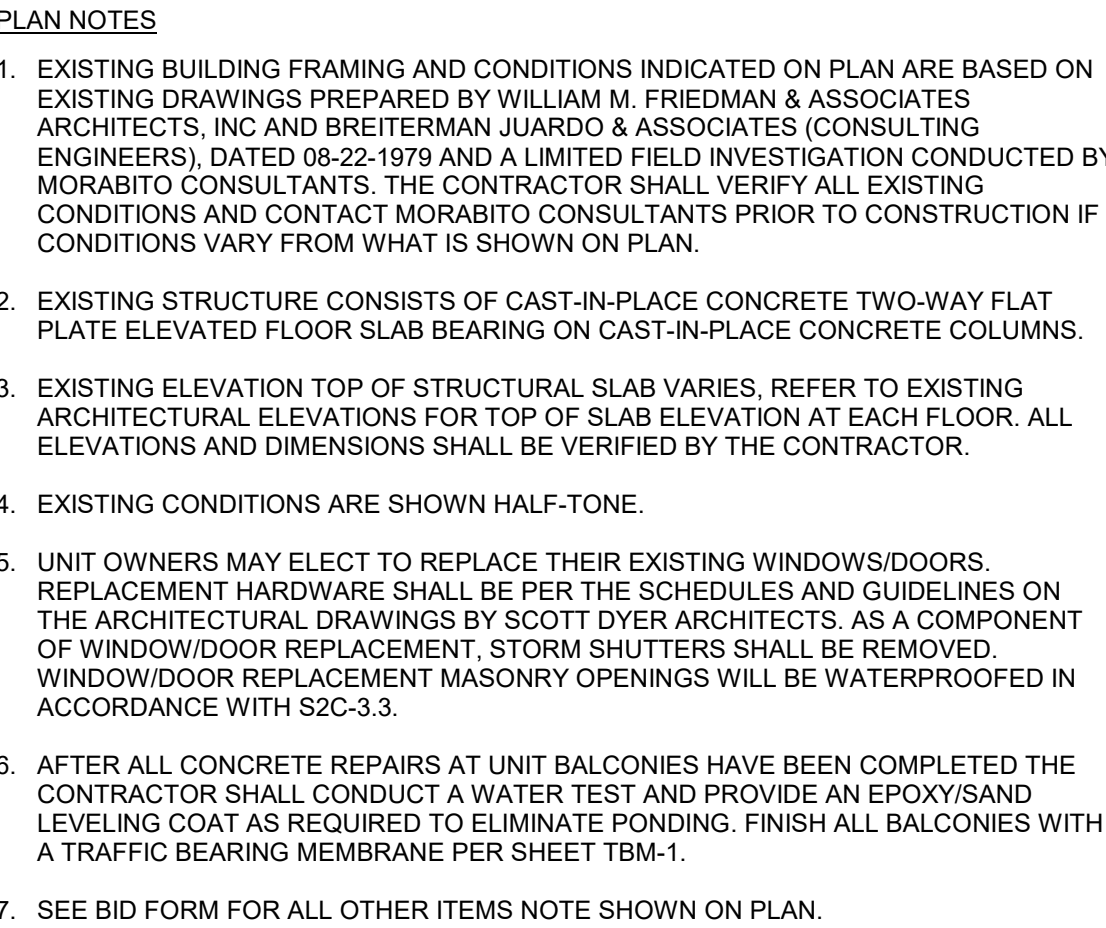 PLAN NOTES
1. EXISTING BUILDING FRAMING AND CONDITIONS INDICATED ON PLAN ARE BASED ON
EXISTING DRAWINGS PREPARED BY WILLIAM M. FRIEDMAN & ASSOCIATES
ARCHITECTS, INC AND BREITERMAN JUARDO & ASSOCIATES (CONSULTING
ENGINEERS), DATED 08-22-1979 AND A LIMITED FIELD INVESTIGATION CONDUCTED BY
MORABITO CONSULTANTS. THE CONTRACTOR SHALL VERIFY ALL EXISTING
CONDITIONS AND CONTACT MORABITO CONSULTANTS PRIOR TO CONSTRUCTION IF
CONDITIONS VARY FROM WHAT IS SHOWN ON PLAN.
2. EXISTING STRUCTURE CONSISTS OF CAST-IN-PLACE CONCRETE TWO-WAY FLAT
PLATE ELEVATED FLOOR SLAB BEARING ON CAST-IN-PLACE CONCRETE COLUMNS.
3. EXISTING ELEVATION TOP OF STRUCTURAL SLAB VARIES, REFER TO EXISTING
ARCHITECTURAL ELEVATIONS FOR TOP OF SLAB ELEVATION AT EACH FLOOR. ALL
ELEVATIONS AND DIMENSIONS SHALL BE VERIFIED BY THE CONTRACTOR.
4. EXISTING CONDITIONS ARE SHOWN HALF-TONE.
5. UNIT OWNERS MAY ELECT TO REPLACE THEIR EXISTING WINDOWS/DOORS.
REPLACEMENT HARDWARE SHALL BE PER THE SCHEDULES AND GUIDELINES ON
THE ARCHITECTURAL DRAWINGS BY SCOTT DYER ARCHITECTS. AS A COMPONENT
OF WINDOW/DOOR REPLACEMENT, STORM SHUTTERS SHALL BE REMOVED.
WINDOW/DOOR REPLACEMENT MASONRY OPENINGS WILL BE WATERPROOFED IN
ACCORDANCE WITH S2C-3.3.
6. AFTER ALL CONCRETE REPAIRS AT UNIT BALCONIES HAVE BEEN COMPLETED THE
CONTRACTOR SHALL CONDUCT A WATER TEST AND PROVIDE AN EPOXY/SAND
LEVELING COAT AS REQUIRED TO ELIMINATE PONDING. FINISH ALL BALCONIES WITH
A TRAFFIC BEARING MEMBRANE PER SHEET TBM-1.
7. SEE BID FORM FOR ALL OTHER ITEMS NOTE SHOWN ON PLAN.